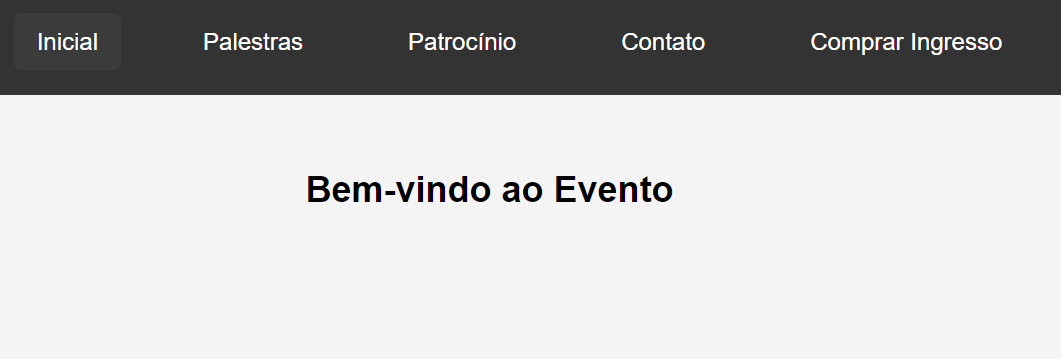 Inicial Palestras Patrocínio Contato Comprar Ingresso
Bem-vindo ao Evento